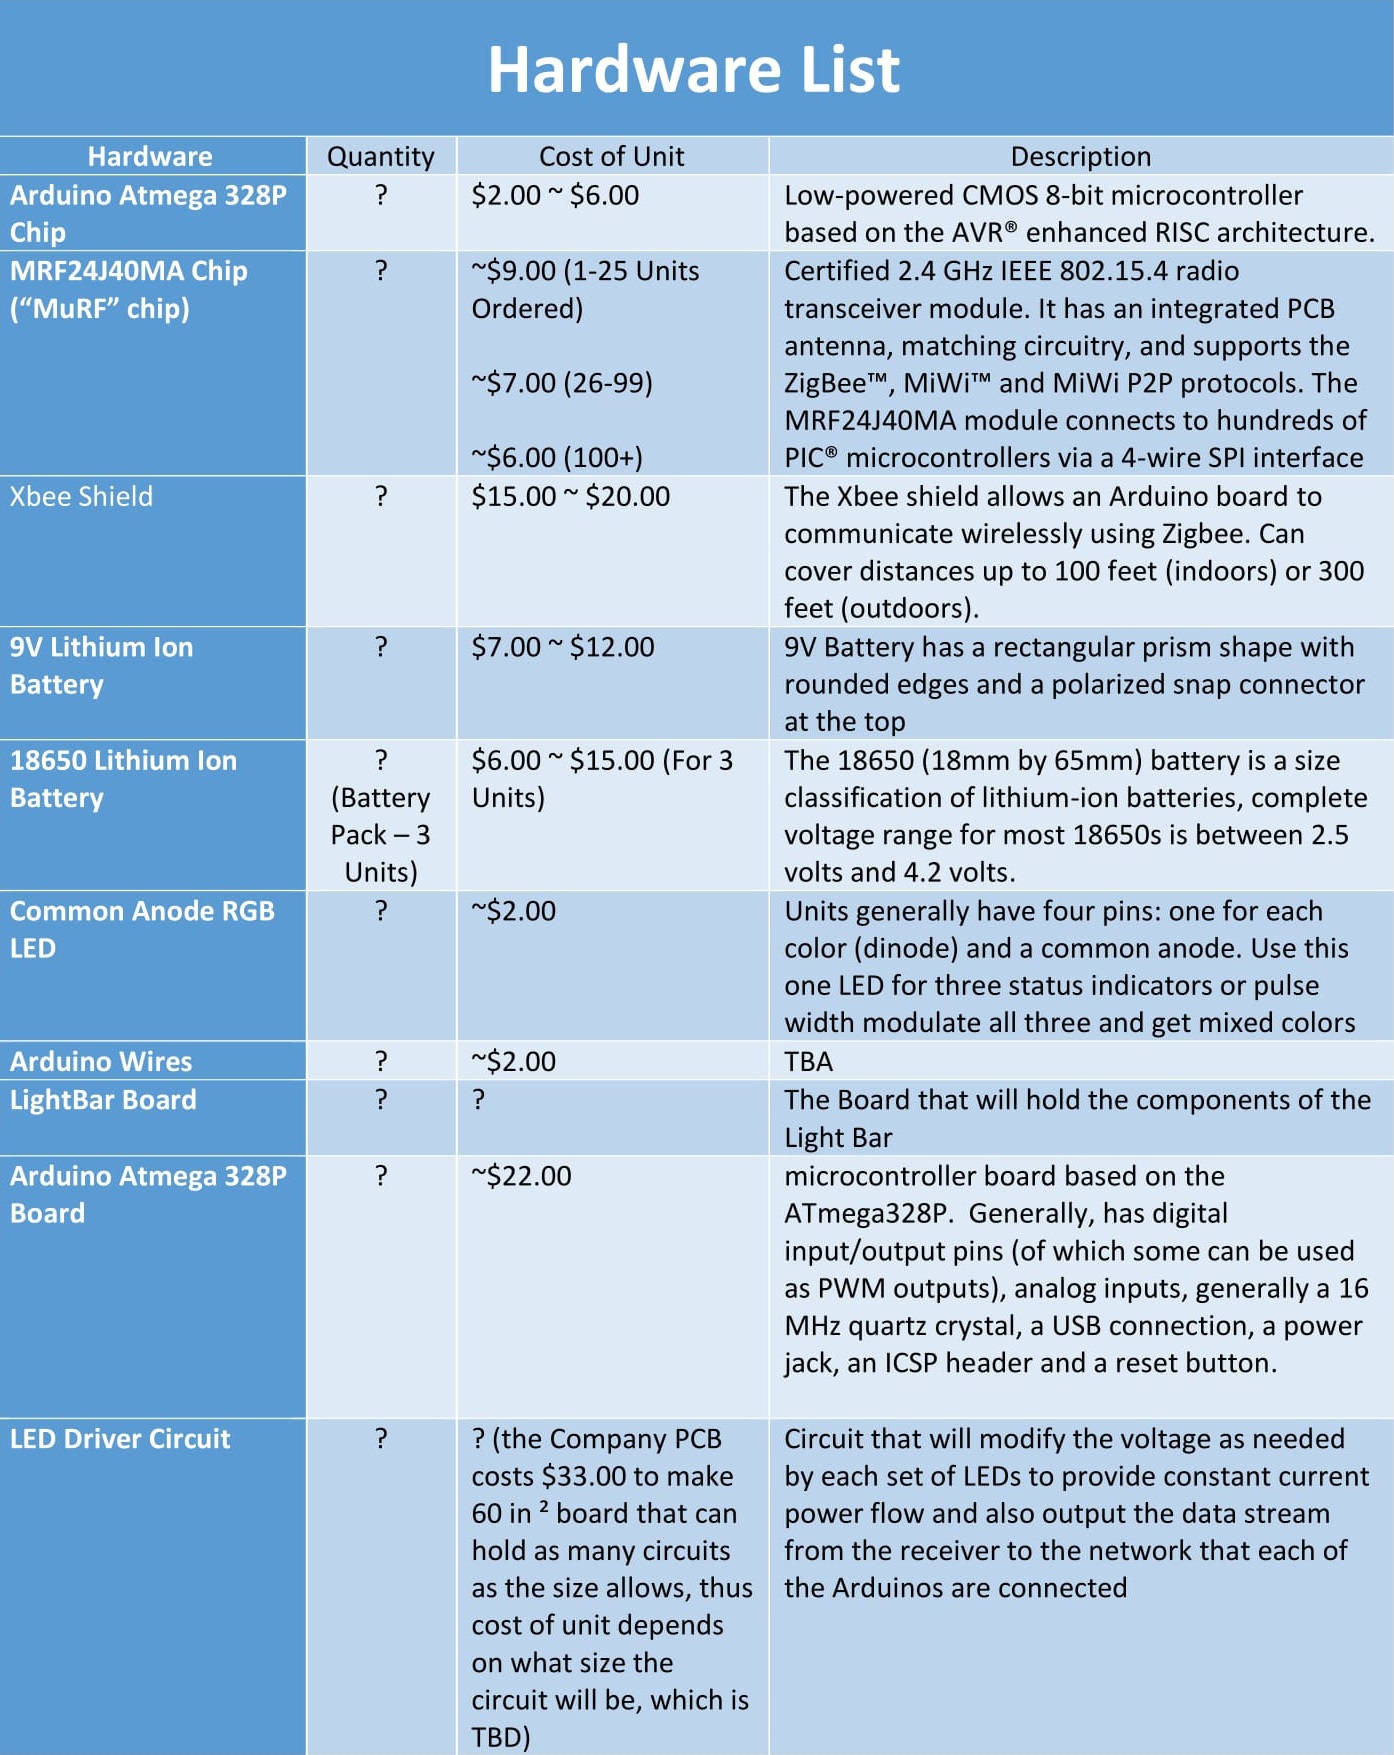 Hardware List
Hardware Quantity Cost of Unit Description
Arduino Atmega 328P
Chip
?
$2.00 ~ $6.00
Low-powered CMOS 8-bit microcontroller
based on the AVR® enhanced RISC architecture.
MRF24J40MA Chip
(“MuRF” chip)
?
~$9.00 (1-25 Units
Ordered)
~$7.00 (26-99)
~$6.00 (100+)
Certified 2.4 GHz IEEE 802.15.4 radio
transceiver module. It has an integrated PCB
antenna, matching circuitry, and supports the
ZigBee™, MiWi™ and MiWi P2P protocols. The
MRF24J40MA module connects to hundreds of
PIC® microcontrollers via a 4-wire SPI interface
Xbee Shield
?
$15.00 ~ $20.00
The Xbee shield allows an Arduino board to
communicate wirelessly using Zigbee. Can
cover distances up to 100 feet (indoors) or 300
feet (outdoors).
9V Lithium Ion
Battery
?
$7.00 ~ $12.00
9V Battery has a rectangular prism shape with
rounded edges and a polarized snap connector
at the top
18650 Lithium Ion
Battery
?
(Battery
Pack – 3
Units)
$6.00 ~ $15.00 (For 3
Units)
The 18650 (18mm by 65mm) battery is a size
classification of lithium-ion batteries, complete
voltage range for most 18650s is between 2.5
volts and 4.2 volts.
Common Anode RGB
LED
?
~$2.00
Units generally have four pins: one for each
color (dinode) and a common anode. Use this
one LED for three status indicators or pulse
width modulate all three and get mixed colors
Arduino Wires
?
~$2.00
TBA
LightBar Board
?
?
The Board that will hold the components of the
Light Bar
Arduino Atmega 328P
Board
?
~$22.00
microcontroller board based on the
ATmega328P.  Generally, has digital
input/output pins (of which some can be used
as PWM outputs), analog inputs, generally a 16
MHz quartz crystal, a USB connection, a power
jack, an ICSP header and a reset button.
LED Driver Circuit
?
? (the Company PCB
costs $33.00 to make
60 in ² board that can
hold as many circuits
as the size allows, thus
cost of unit depends
on what size the
circuit will be, which is
TBD)
Circuit that will modify the voltage as needed
by each set of LEDs to provide constant current
power flow and also output the data stream
from the receiver to the network that each of
the Arduinos are connected